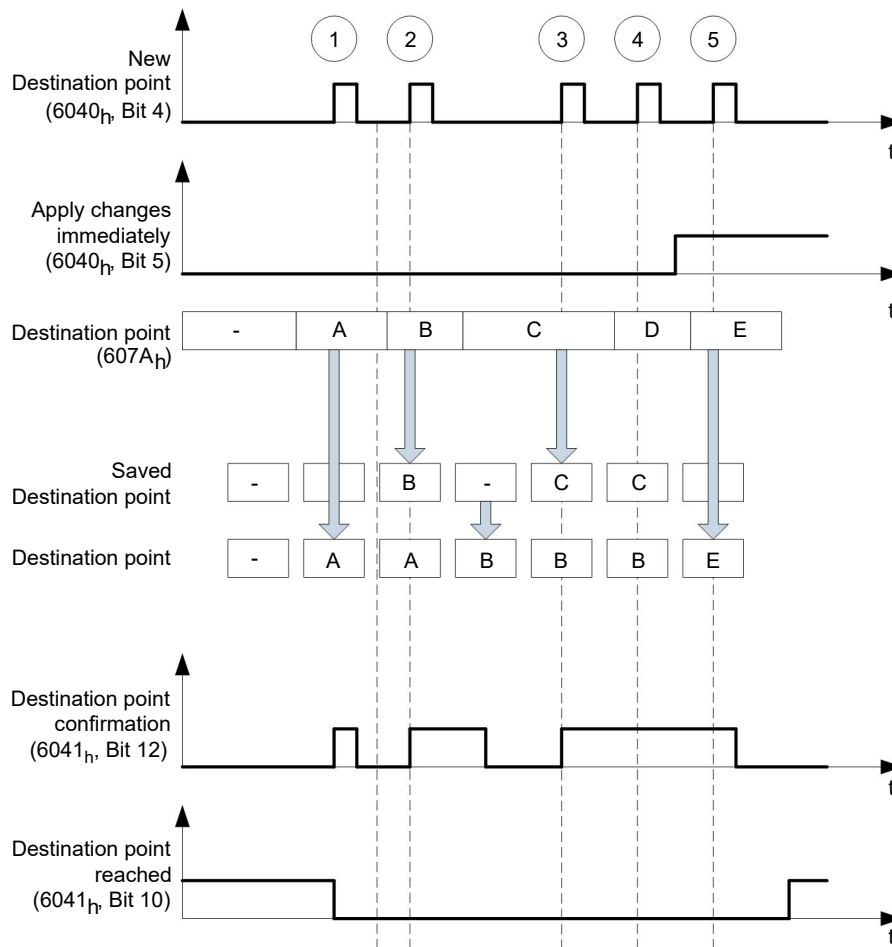 1 2 3 4 5
New
Destination point
(6040h, Bit 4)
t
Apply changes
immediately
(6040h, Bit 5)
t
Destination point
(607Ah)
- A B C D E
Saved
Destination point
- B - C C
Destination point
- A A B B B E
Destination point
confirmation
(6041h, Bit 12)
t
Destination point
reached
(6041h, Bit 10)
t